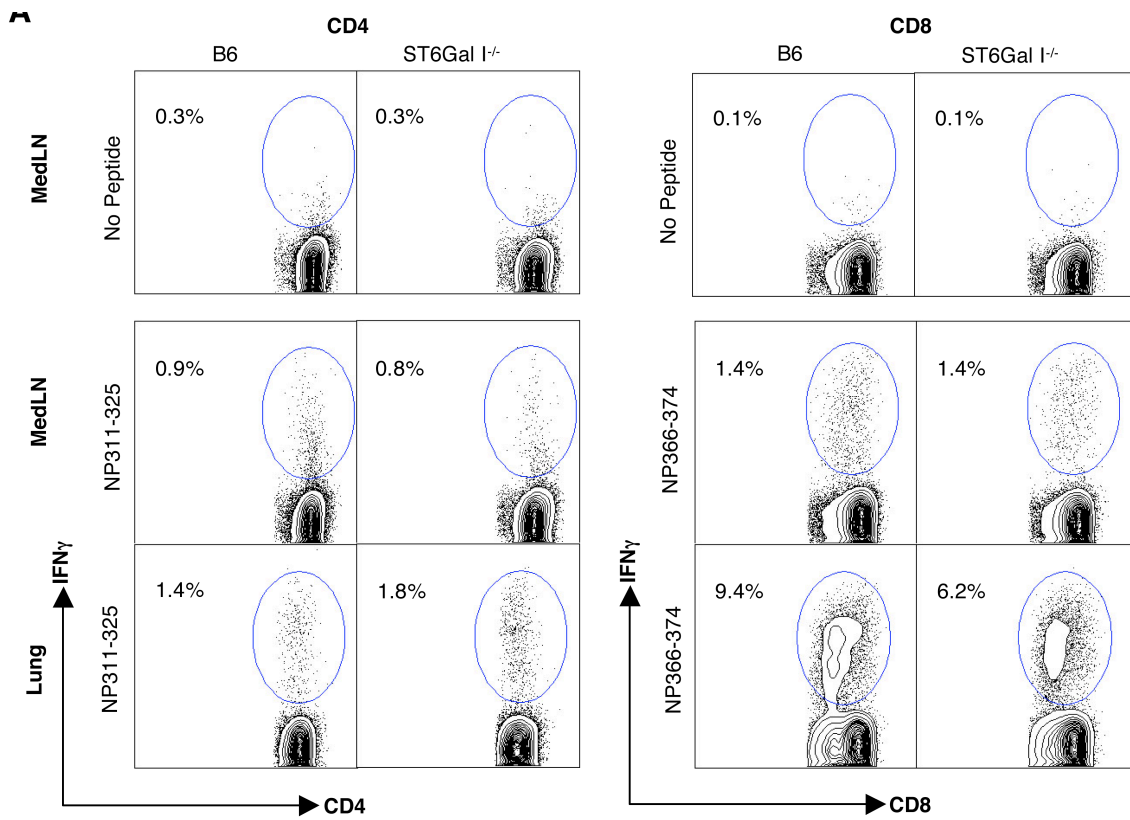 A
CD4
CD8
B6
ST6Gal I-/-
B6
ST6Gal I-/-
MedLN
No Peptide
0.3%
0.3%
MedLN
No Peptide
0.1%
0.1%
MedLN
NP311-325
0.9%
0.8%
NP366-374
1.4%
1.4%
Lung
NP311-325
1.4%
1.8%
NP366-374
9.4%
6.2%
IFNγ
IFNγ
CD4
CD8